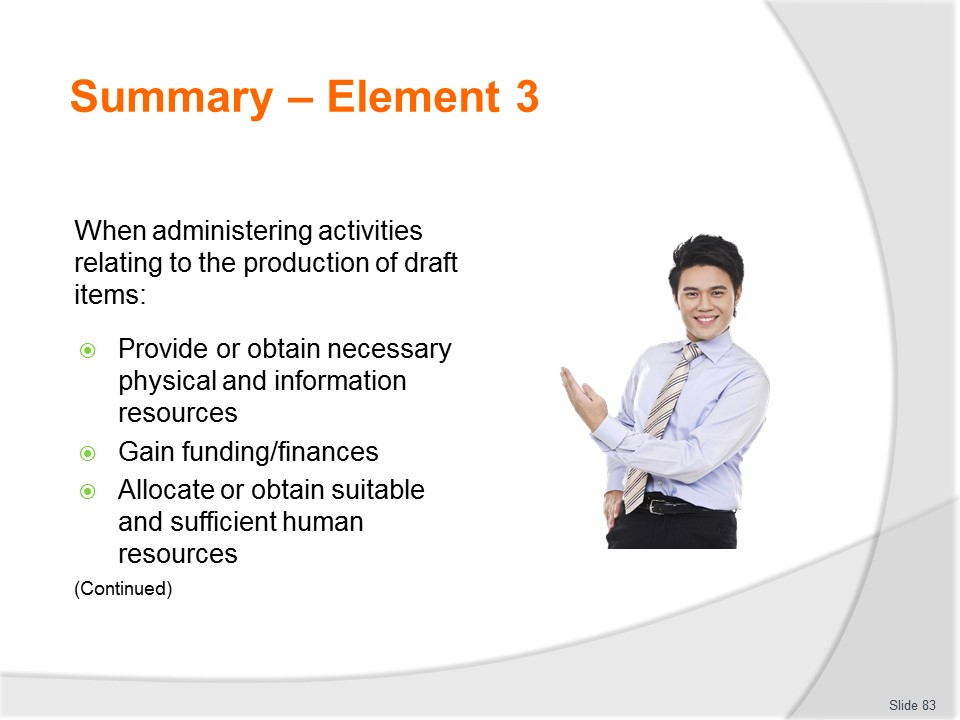 Summary – Element 3
When administering activities
relating to the production of draft
items:
Provide or obtain necessary
physical and information
resources
Gain funding/finances
Allocate or obtain suitable
and sufficient human
resources
(Continued)
Slide 83